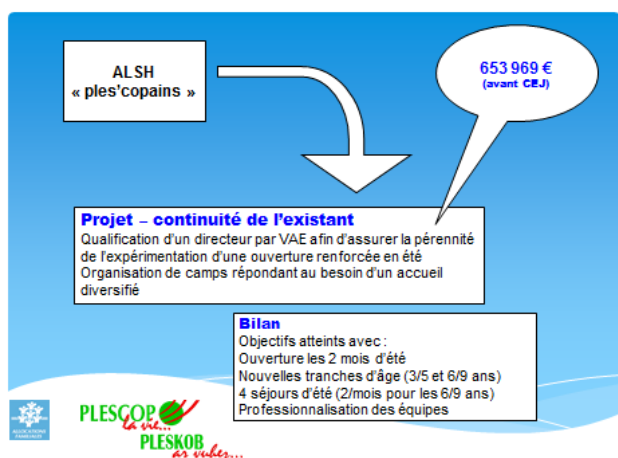 ALSH
« ples’copains »
653 969 €
(avant CEJ)
Projet – continuité de l’existant
Qualification d’un directeur par VAE afin d’assurer la pérennité
de l’expérimentation d’une ouverture renforcée en été
Organisation de camps répondant au besoin d’un accueil
diversifié
Bilan
Objectifs atteints avec :
Ouverture les 2 mois d’été
Nouvelles tranches d’âge (3/5 et 6/9 ans)
4 séjours d’été (2/mois pour les 6/9 ans)
Professionnalisation des équipes
ALLOCATIONS
FAMILIALES
PLESCOP
la vie...
PLESKOB
ar vuhez...